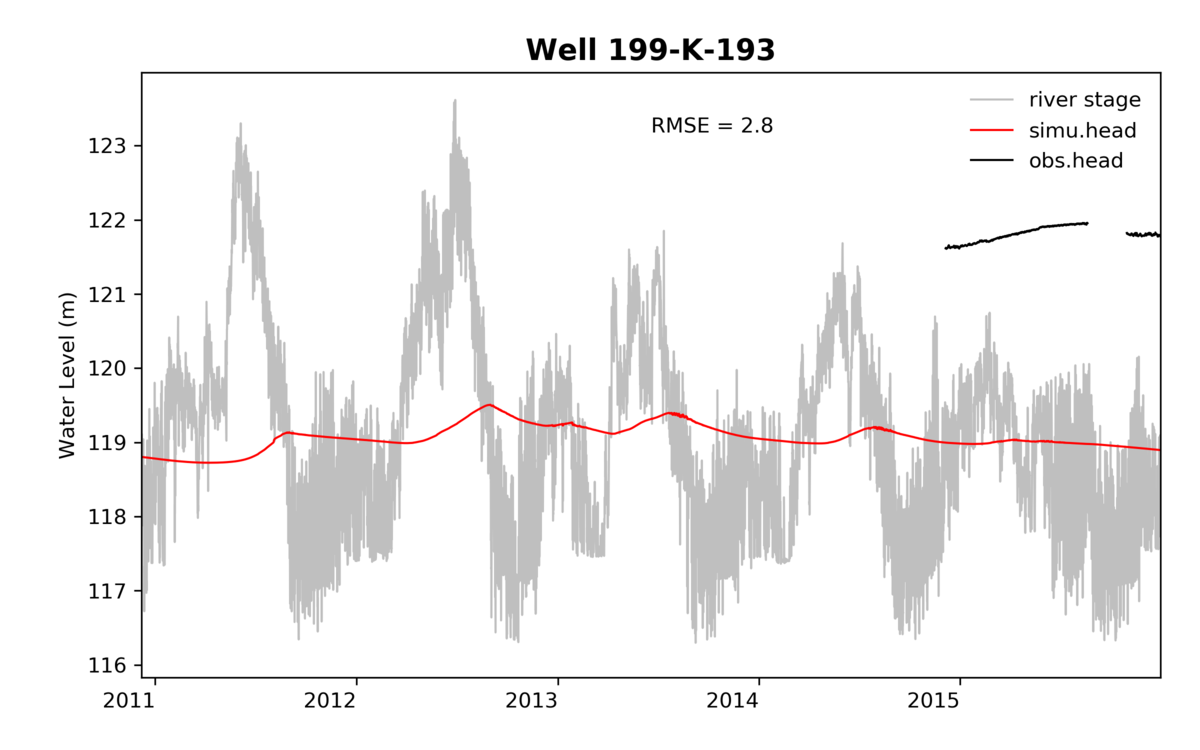 Well 199-K-193
RMSE = 2.8
river stage
simu.head
obs.head
Water Level (m)
123
122
121
120
119
118
117
116
2011
2012
2013
2014
2015